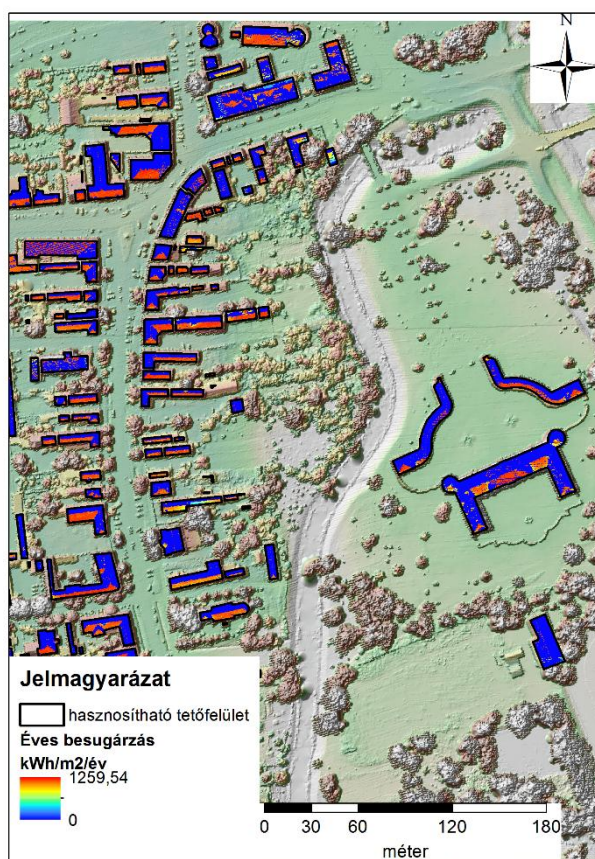 N
Jelmagyarázat
hasznosítható tetőfelület
Éves besugárzás
kWh/m2/év
1259,54
0
0 30 60 120 180
méter